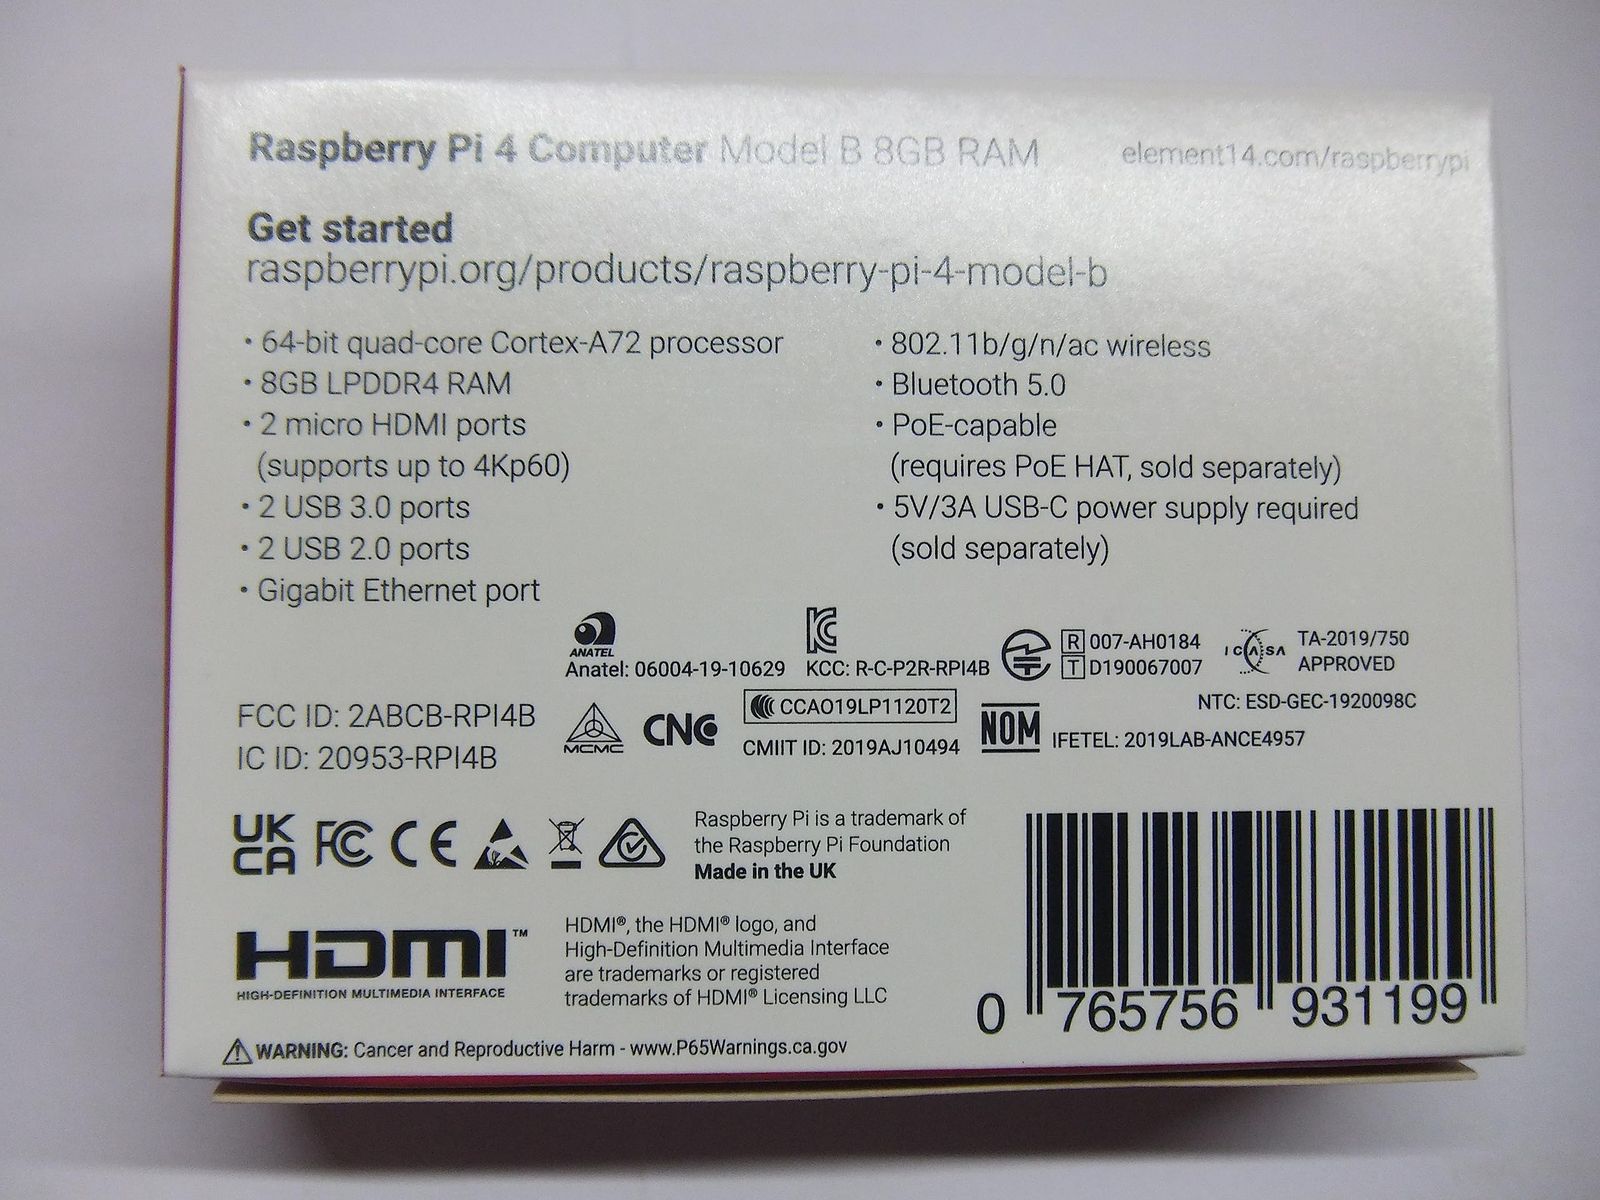 Raspberry Pi 4 Computer Model B 8GB RAM
element14.com/raspberrypi
Get started
raspberrypi.org/products/raspberry-pi-4-model-b
• 64-bit quad-core Cortex-A72 processor
• 8GB LPDDR4 RAM
• 2 micro HDMI ports
(supports up to 4Kp60)
• 2 USB 3.0 ports
• 2 USB 2.0 ports
• Gigabit Ethernet port
• 802.11b/g/n/ac wireless
• Bluetooth 5.0
• PoE-capable
(requires PoE HAT, sold separately)
• 5V/3A USB-C power supply required
(sold separately)
ANATEL
Anatel: 06004-19-10629
KC
KCC: R-C-P2R-RPI4B
R 007-AH0184
T D190067007
ICASA
TA-2019/750
APPROVED
FCC ID: 2ABCB-RPI4B
IC ID: 20953-RPI4B
MCMC
CNC
CCAO19LP1120T2
CMIIT ID: 2019AJ10494
NOM
NTC: ESD-GEC-1920098C
IFETEL: 2019LAB-ANCE4957
UK
CA
FC
CE
Raspberry Pi is a trademark of
the Raspberry Pi Foundation
Made in the UK
HDMI™
HIGH-DEFINITION MULTIMEDIA INTERFACE
HDMI®, the HDMI® logo, and
High-Definition Multimedia Interface
are trademarks or registered
trademarks of HDMI® Licensing LLC
0 765756 931199
WARNING: Cancer and Reproductive Harm - www.P65Warnings.ca.gov